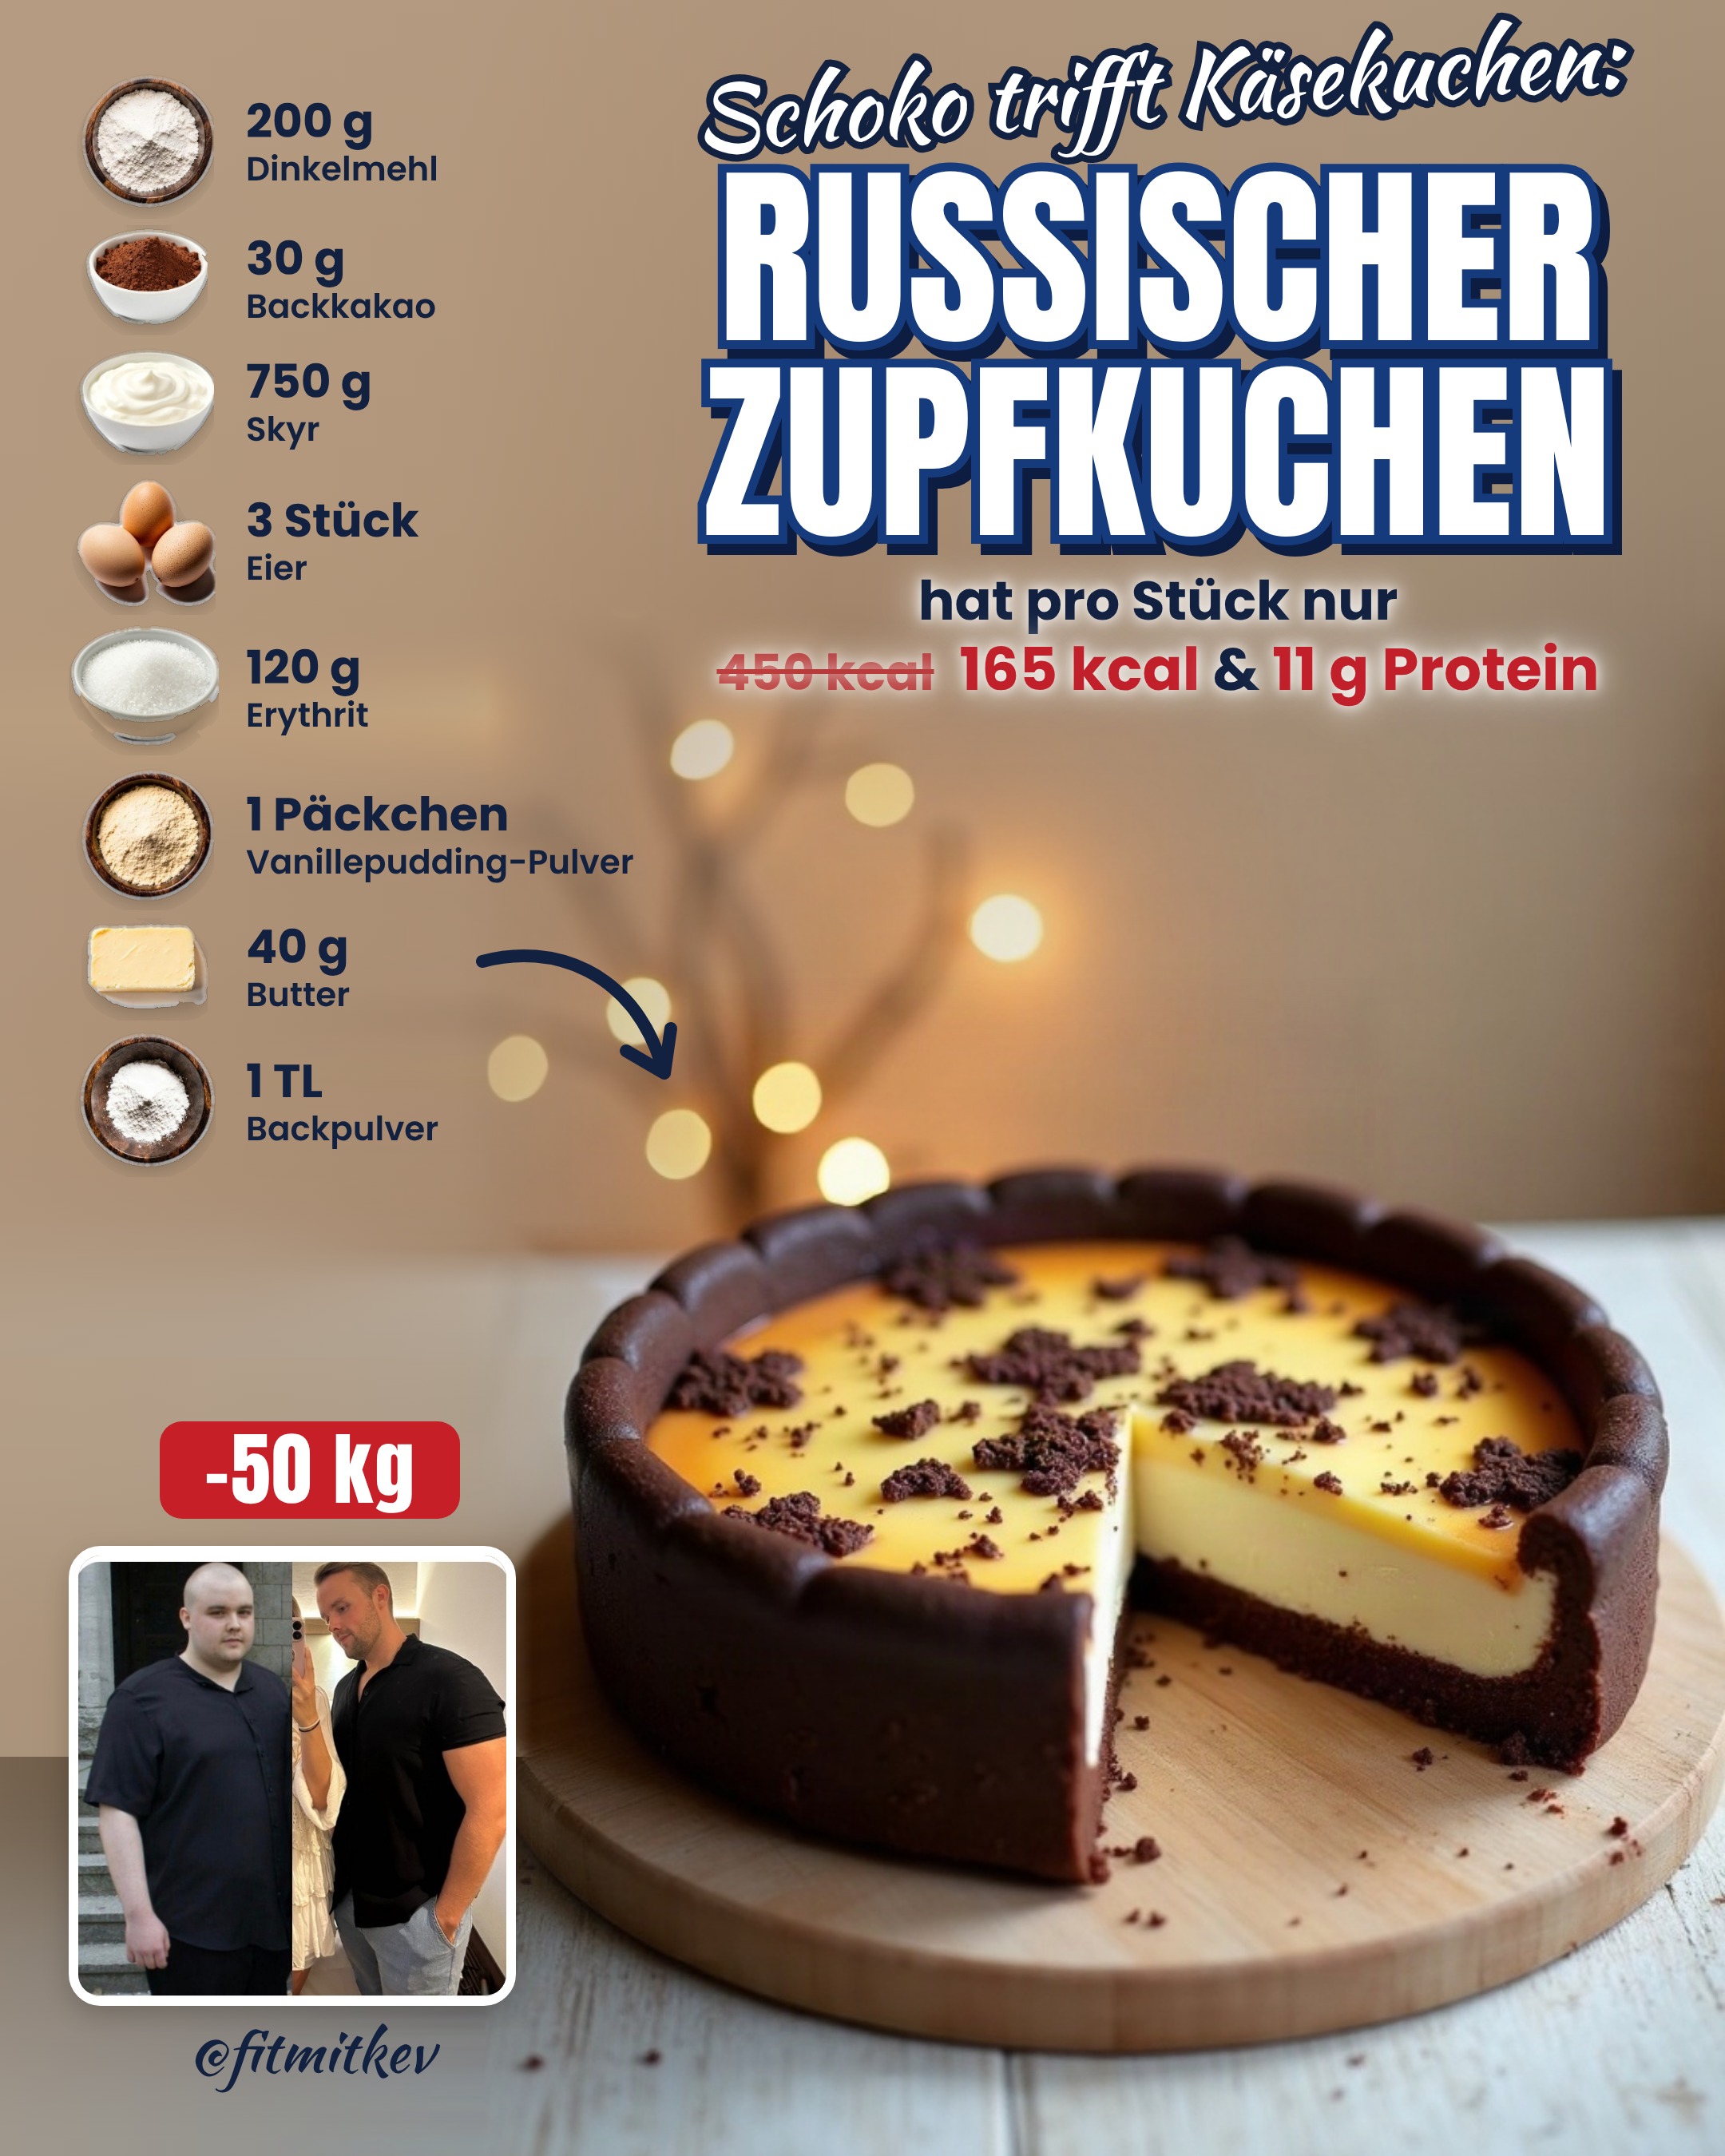 Schoko trifft Käsekuchen:
RUSSISCHER
ZUPFKUCHEN
hat pro Stück nur
450 kcal 165 kcal & 11 g Protein
200 g
Dinkelmehl
30 g
Backkakao
750 g
Skyr
3 Stück
Eier
120 g
Erythrit
1 Päckchen
Vanillepudding-Pulver
40 g
Butter
1 TL
Backpulver
-50 kg
@fitmitkev